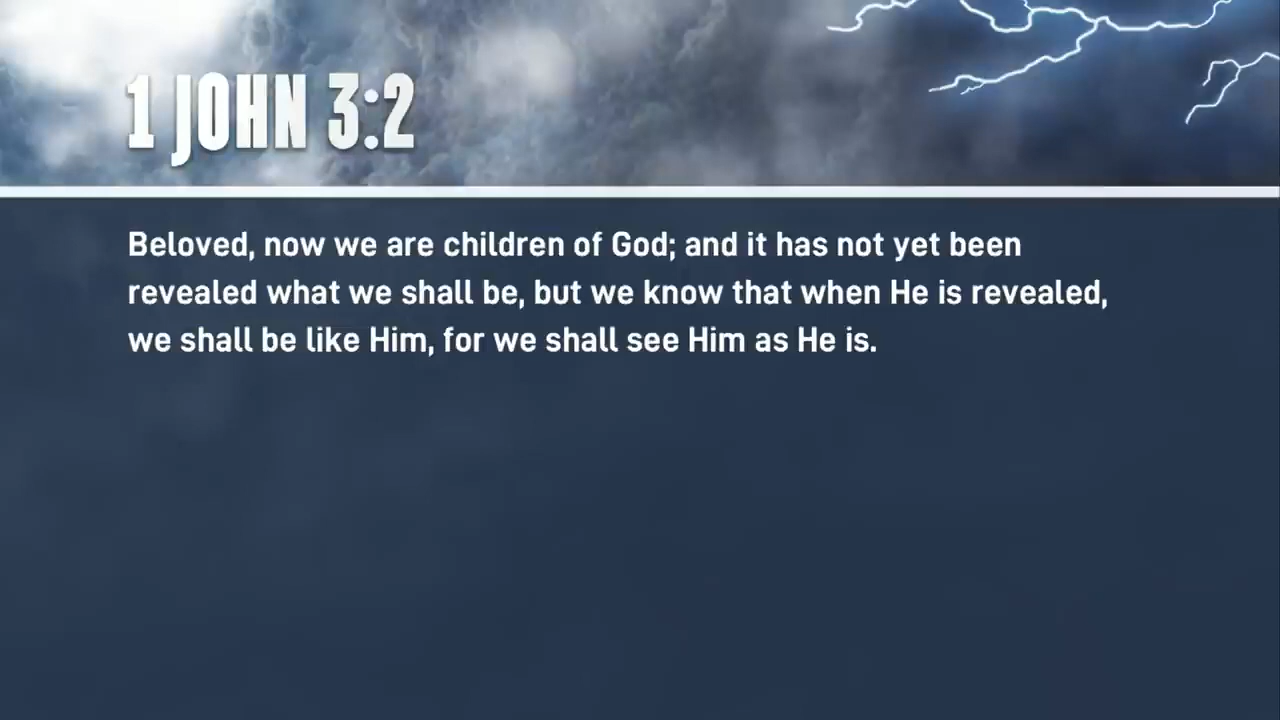 1 JOHN 3:2
Beloved, now we are children of God; and it has not yet been
revealed what we shall be, but we know that when He is revealed,
we shall be like Him, for we shall see Him as He is.